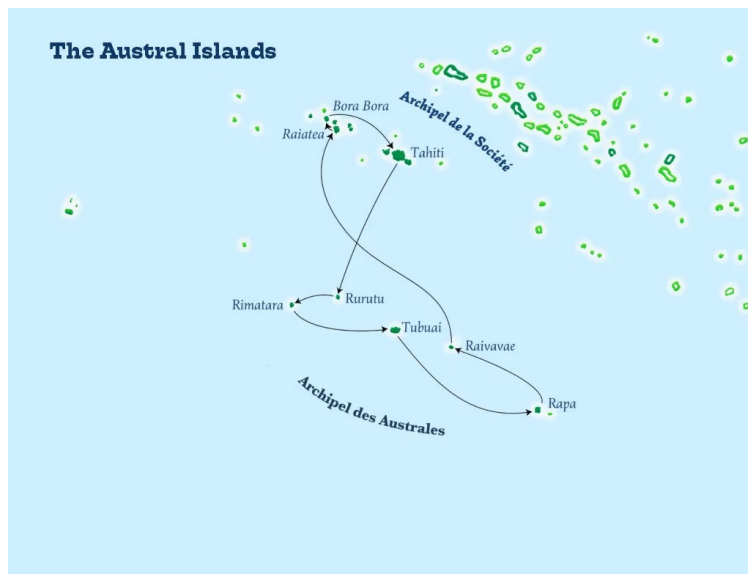 The Austral Islands
Bora Bora
Archipel de la Société
Raiatea
Tahiti
Rimatara
Rurutu
Tubuai
Raivavae
Archipel des Australes
Rapa